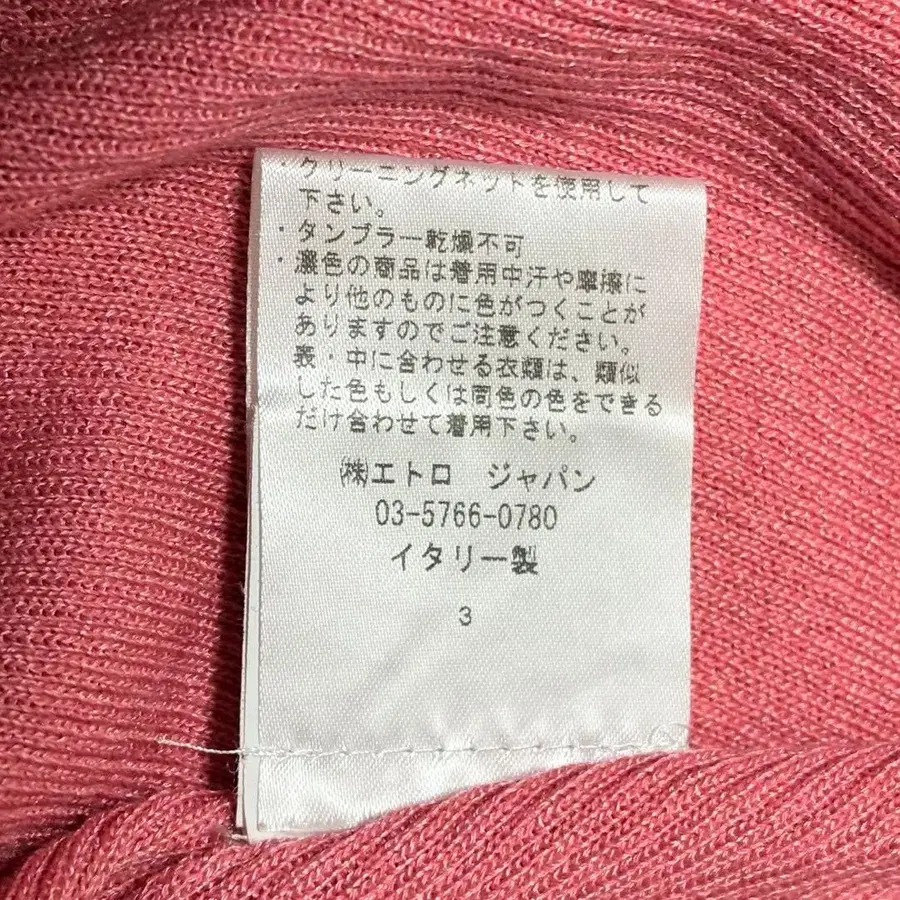 ・クリーニングネットを使用して
下さい。
・タンブラー乾燥不可
・濃色の商品は着用中汗や摩擦に
より他のものに色がつくことが
ありますのでご注意ください。
表・中に合わせる衣類は、類似
した色もしくは同色の色をできる
だけ合わせて着用下さい。
㈱エトロ ジャパン
03-5766-0780
イタリー製
3